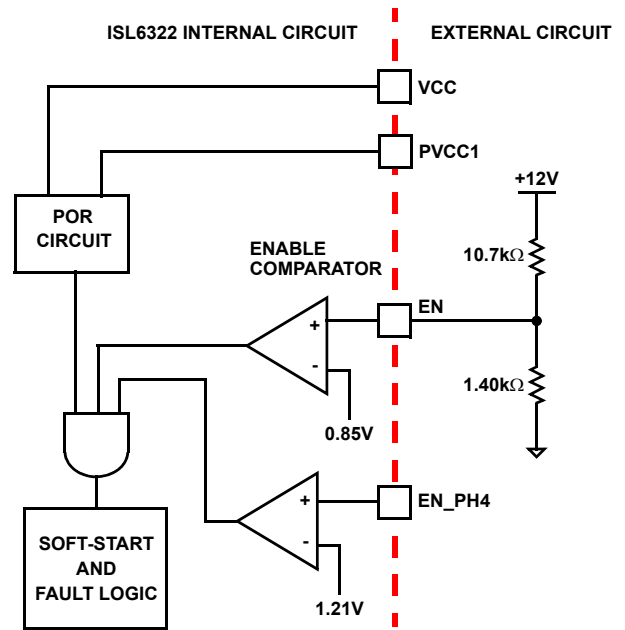 ISL6322 INTERNAL CIRCUIT
EXTERNAL CIRCUIT
VCC
PVCC1
+12V
POR
CIRCUIT
10.7kΩ
ENABLE
COMPARATOR
EN
+
-
1.40kΩ
0.85V
EN_PH4
+
-
SOFT-START
AND
FAULT LOGIC
1.21V